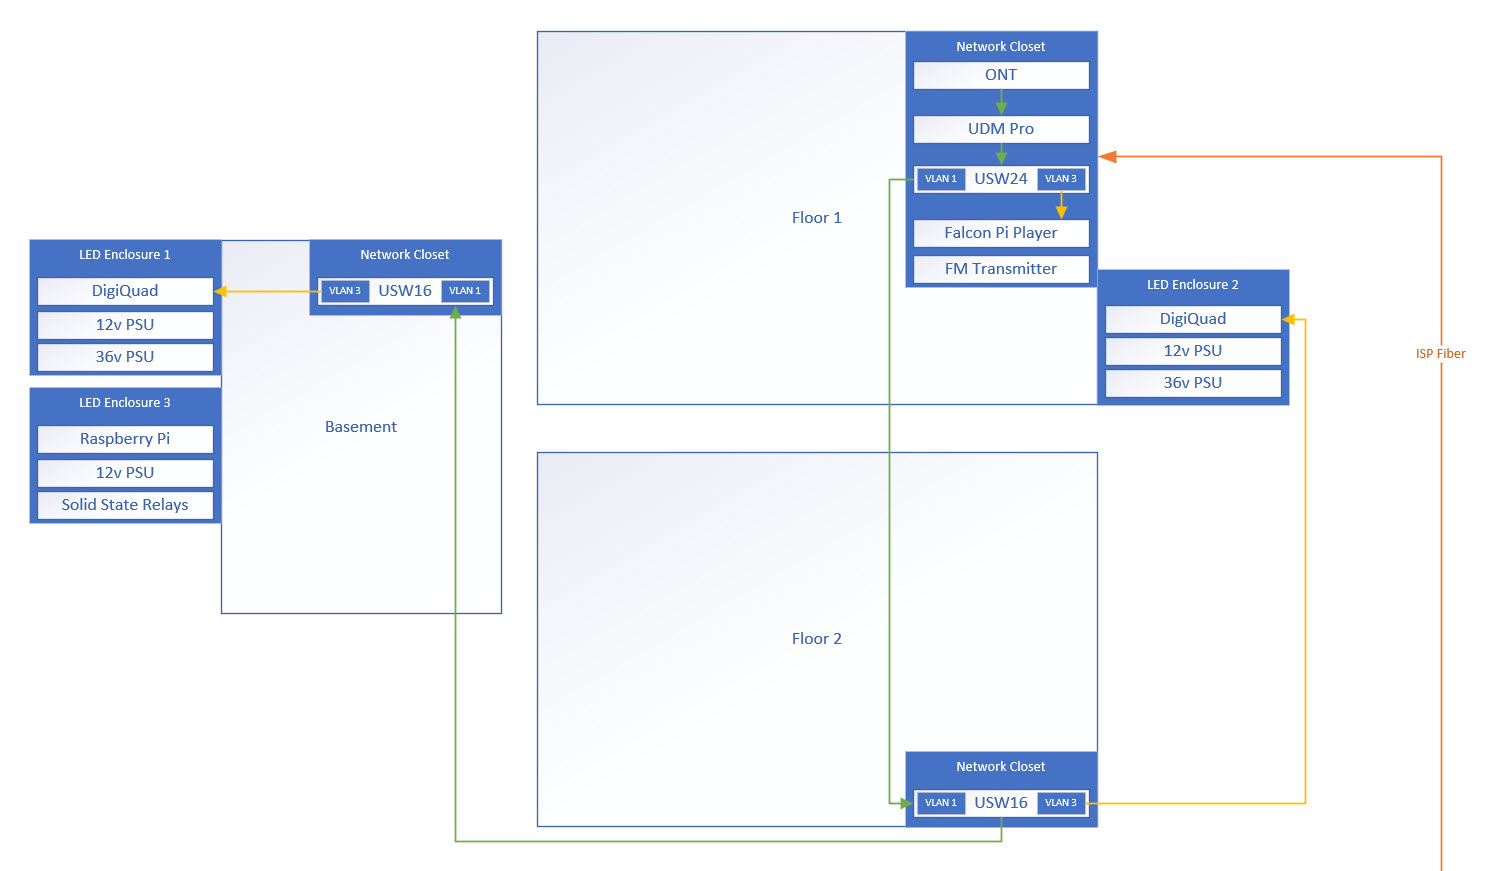 Network Closet
ONT
UDM Pro
VLAN 1 USW24 VLAN 3
Falcon Pi Player
FM Transmitter
Floor 1
LED Enclosure 1
DigiQuad
12v PSU
36v PSU
Network Closet
VLAN 3 USW16 VLAN 1
LED Enclosure 2
DigiQuad
12v PSU
36v PSU
ISP Fiber
LED Enclosure 3
Raspberry Pi
12v PSU
Solid State Relays
Basement
Floor 2
Network Closet
VLAN 1 USW16 VLAN 3